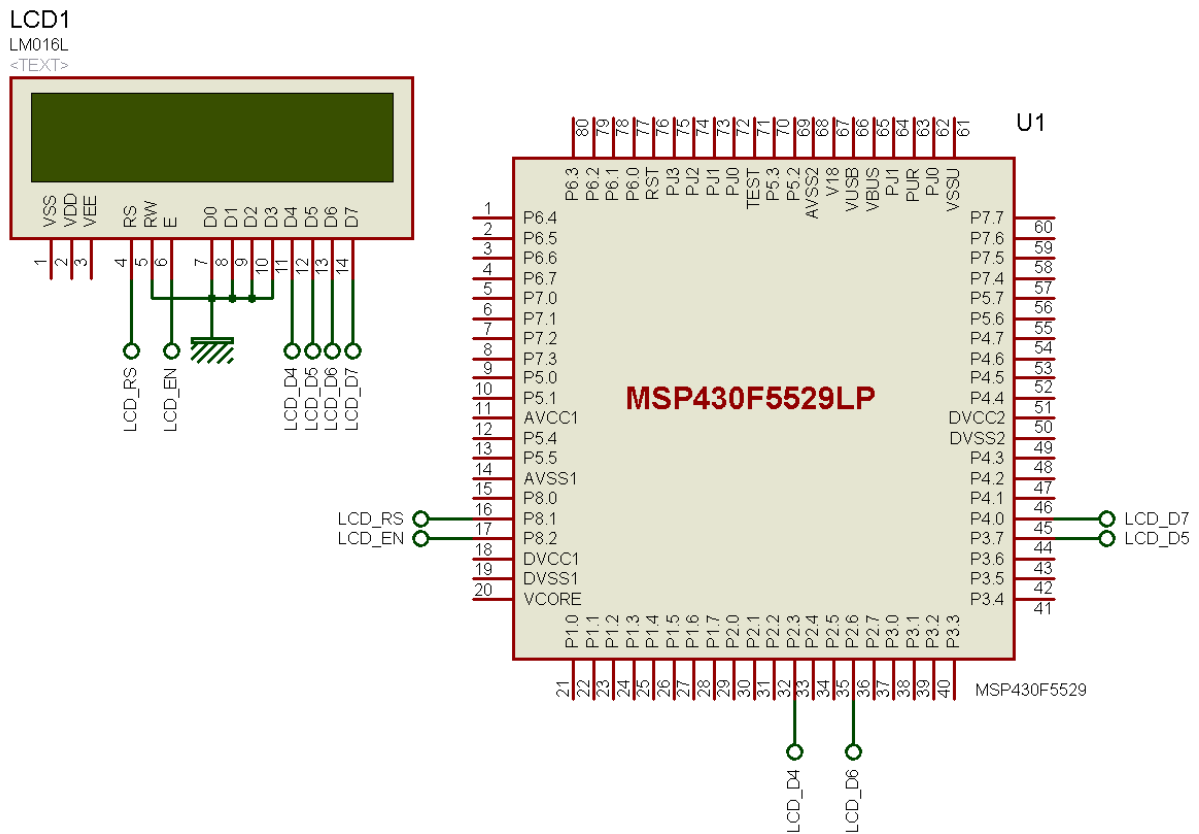 LCD1
LM016L
<TEXT>
VSS VDD VEE RS RW E D0 D1 D2 D3 D4 D5 D6 D7
1 2 3 4 5 6 7 8 9 10 11 12 13 14
LCD_RS LCD_EN LCD_D4 LCD_D5 LCD_D6 LCD_D7
U1
80 79 78 77 76 75 74 73 72 71 70 69 68 67 66 65 64 63 62 61
P6.3 P6.2 P6.1 P6.0 RST PJ3 PJ2 PJ1 PJ0 TEST P5.3 P5.2 AVSS2 V18 VUSB VBUS PJ1 PUR PJ0 VSSU
1 P6.4
2 P6.5
3 P6.6
4 P6.7
5 P7.0
6 P7.1
7 P7.2
8 P7.3
9 P5.0
10 P5.1
11 AVCC1
12 P5.4
13 P5.5
14 AVSS1
15 P8.0
LCD_RS 16 P8.1
LCD_EN 17 P8.2
18 DVCC1
19 DVSS1
20 VCORE
MSP430F5529LP
P7.7 60
P7.6 59
P7.5 58
P7.4 57
P5.7 56
P5.6 55
P4.7 54
P4.6 53
P4.5 52
P4.4 51
DVCC2 50
DVSS2 49
P4.3 48
P4.2 47
P4.1 46
P4.0 45 LCD_D7
P3.7 44 LCD_D5
P3.6 43
P3.5 42
P3.4 41
P1.0 P1.1 P1.2 P1.3 P1.4 P1.5 P1.6 P1.7 P2.0 P2.1 P2.2 P2.3 P2.4 P2.5 P2.6 P2.7 P3.0 P3.1 P3.2 P3.3
21 22 23 24 25 26 27 28 29 30 31 32 33 34 35 36 37 38 39 40
MSP430F5529
LCD_D4 LCD_D6